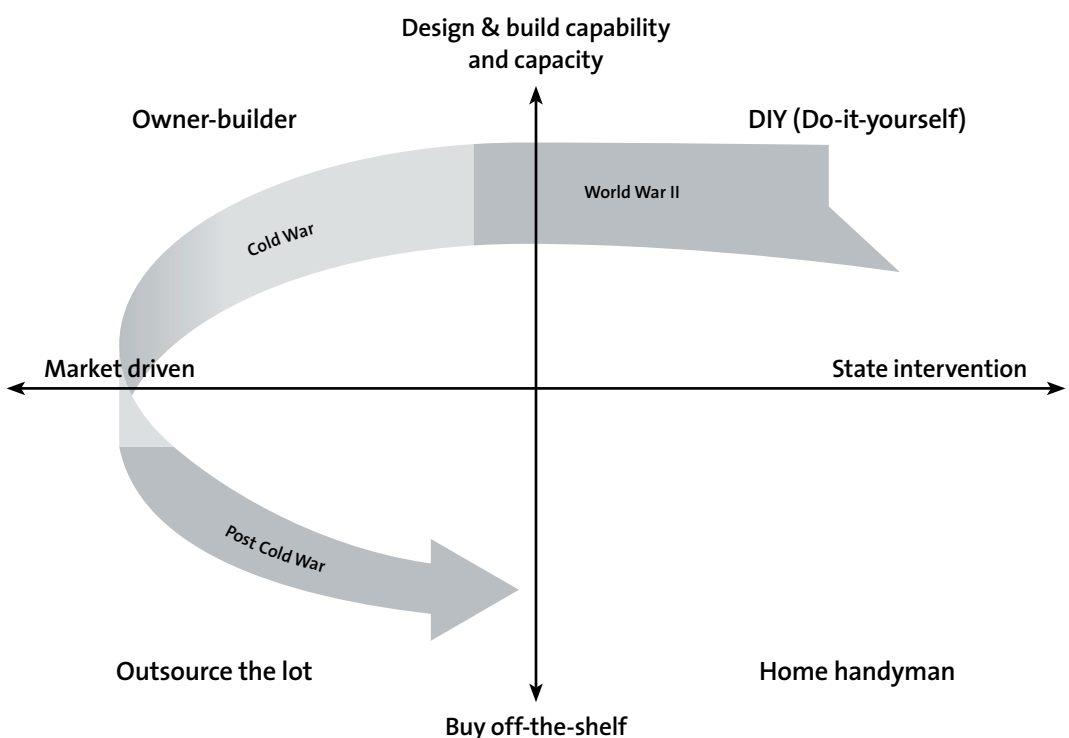 Design & build capability
and capacity
Owner-builder
DIY (Do-it-yourself)
World War II
Cold War
Market driven
State intervention
Post Cold War
Outsource the lot
Home handyman
Buy off-the-shelf